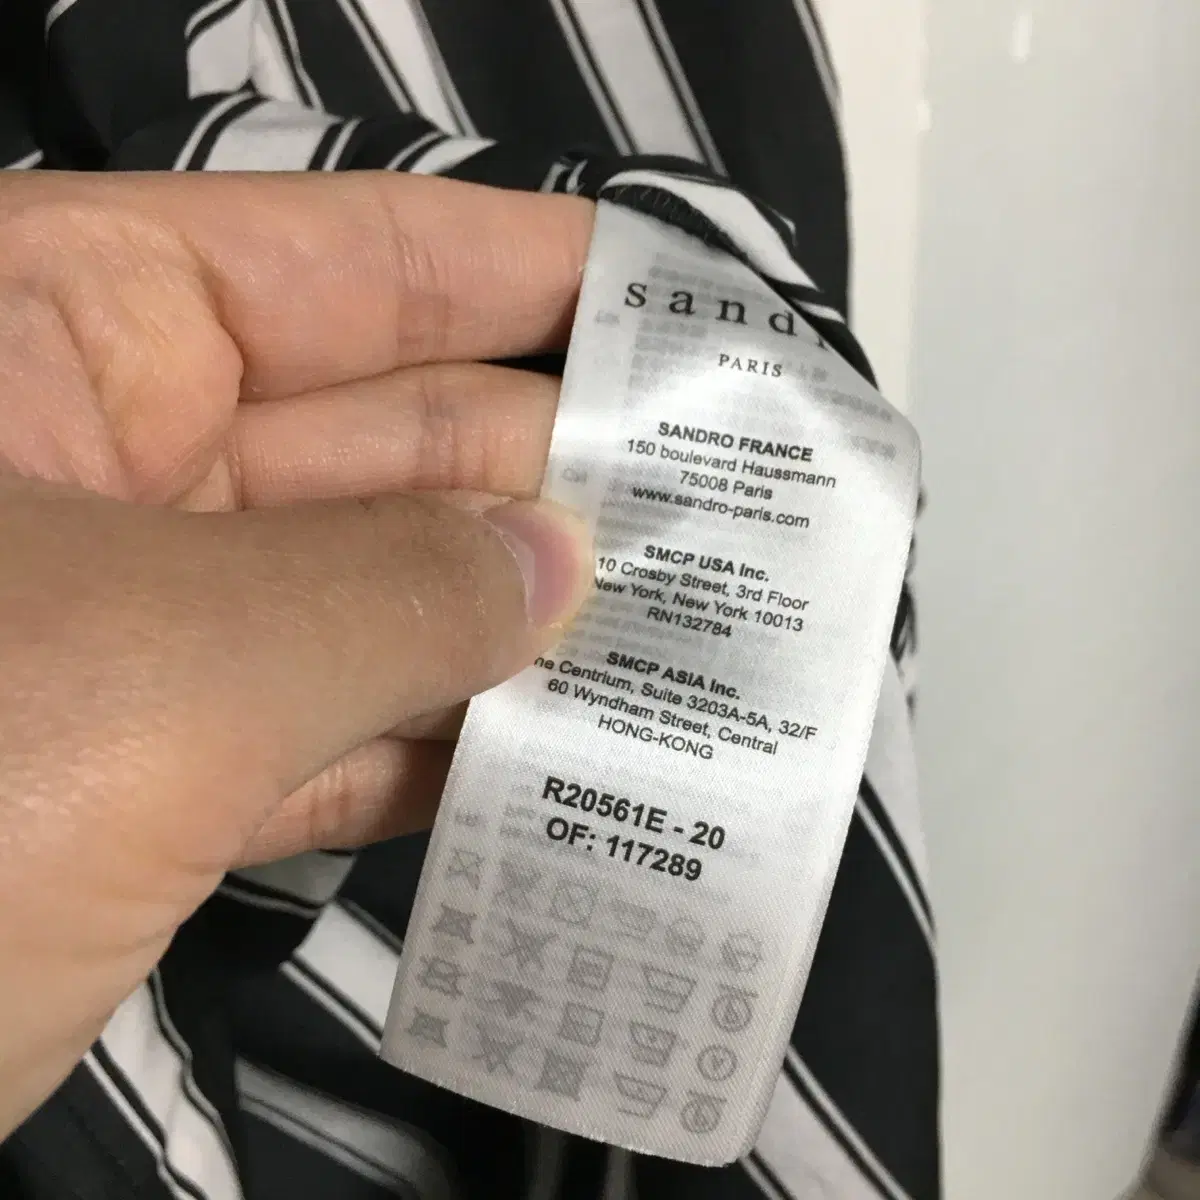 sandr
PARIS
SANDRO FRANCE
150 boulevard Haussmann
75008 Paris
www.sandro-paris.com
SMCP USA Inc.
10 Crosby Street, 3rd Floor
New York, New York 10013
RN132784
SMCP ASIA Inc.
Centrium, Suite 3203A-5A, 32/F
60 Wyndham Street, Central
HONG-KONG
R20561E - 20
OF: 117289